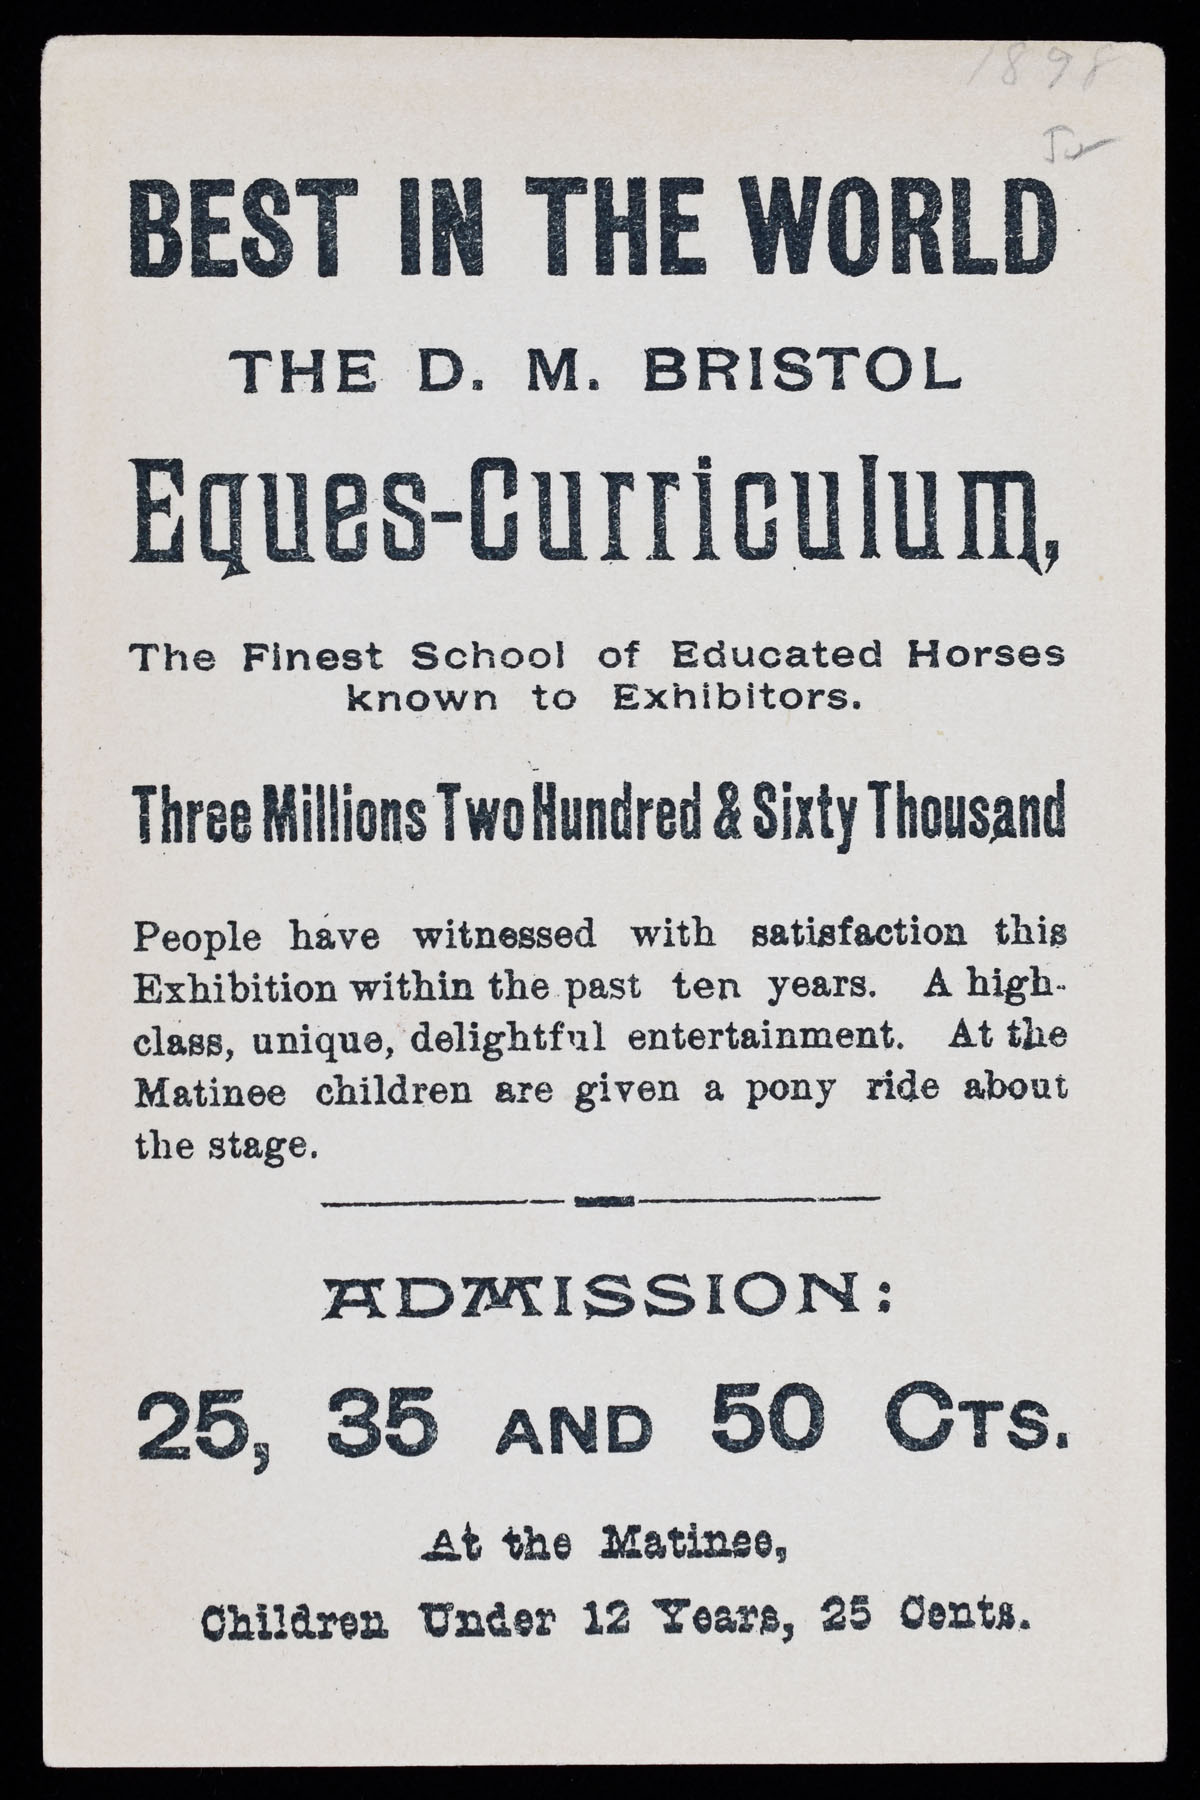 1898
BEST IN THE WORLD
THE D. M. BRISTOL
Eques-Curriculum,
The Finest School of Educated Horses
known to Exhibitors.
Three Millions Two Hundred & Sixty Thousand
People have witnessed with satisfaction this
Exhibition within the past ten years. A high-
class, unique, delightful entertainment. At the
Matinee children are given a pony ride about
the stage.
ADMISSION:
25, 35 AND 50 CTS.
At the Matinee,
Children Under 12 Years, 25 Cents.